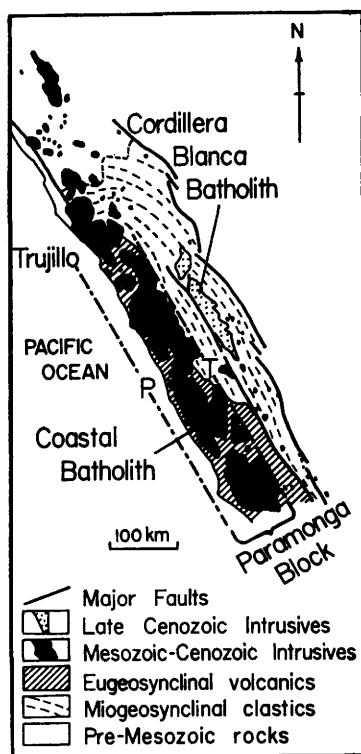 N
Cordillera
Blanca
Batholith
Trujillo
PACIFIC
OCEAN
P
T
Coastal
Batholith
100 km
Paramonga
Block
Major Faults
Late Cenozoic Intrusives
Mesozoic-Cenozoic Intrusives
Eugeosynclinal volcanics
Miogeosynclinal clastics
Pre-Mesozoic rocks